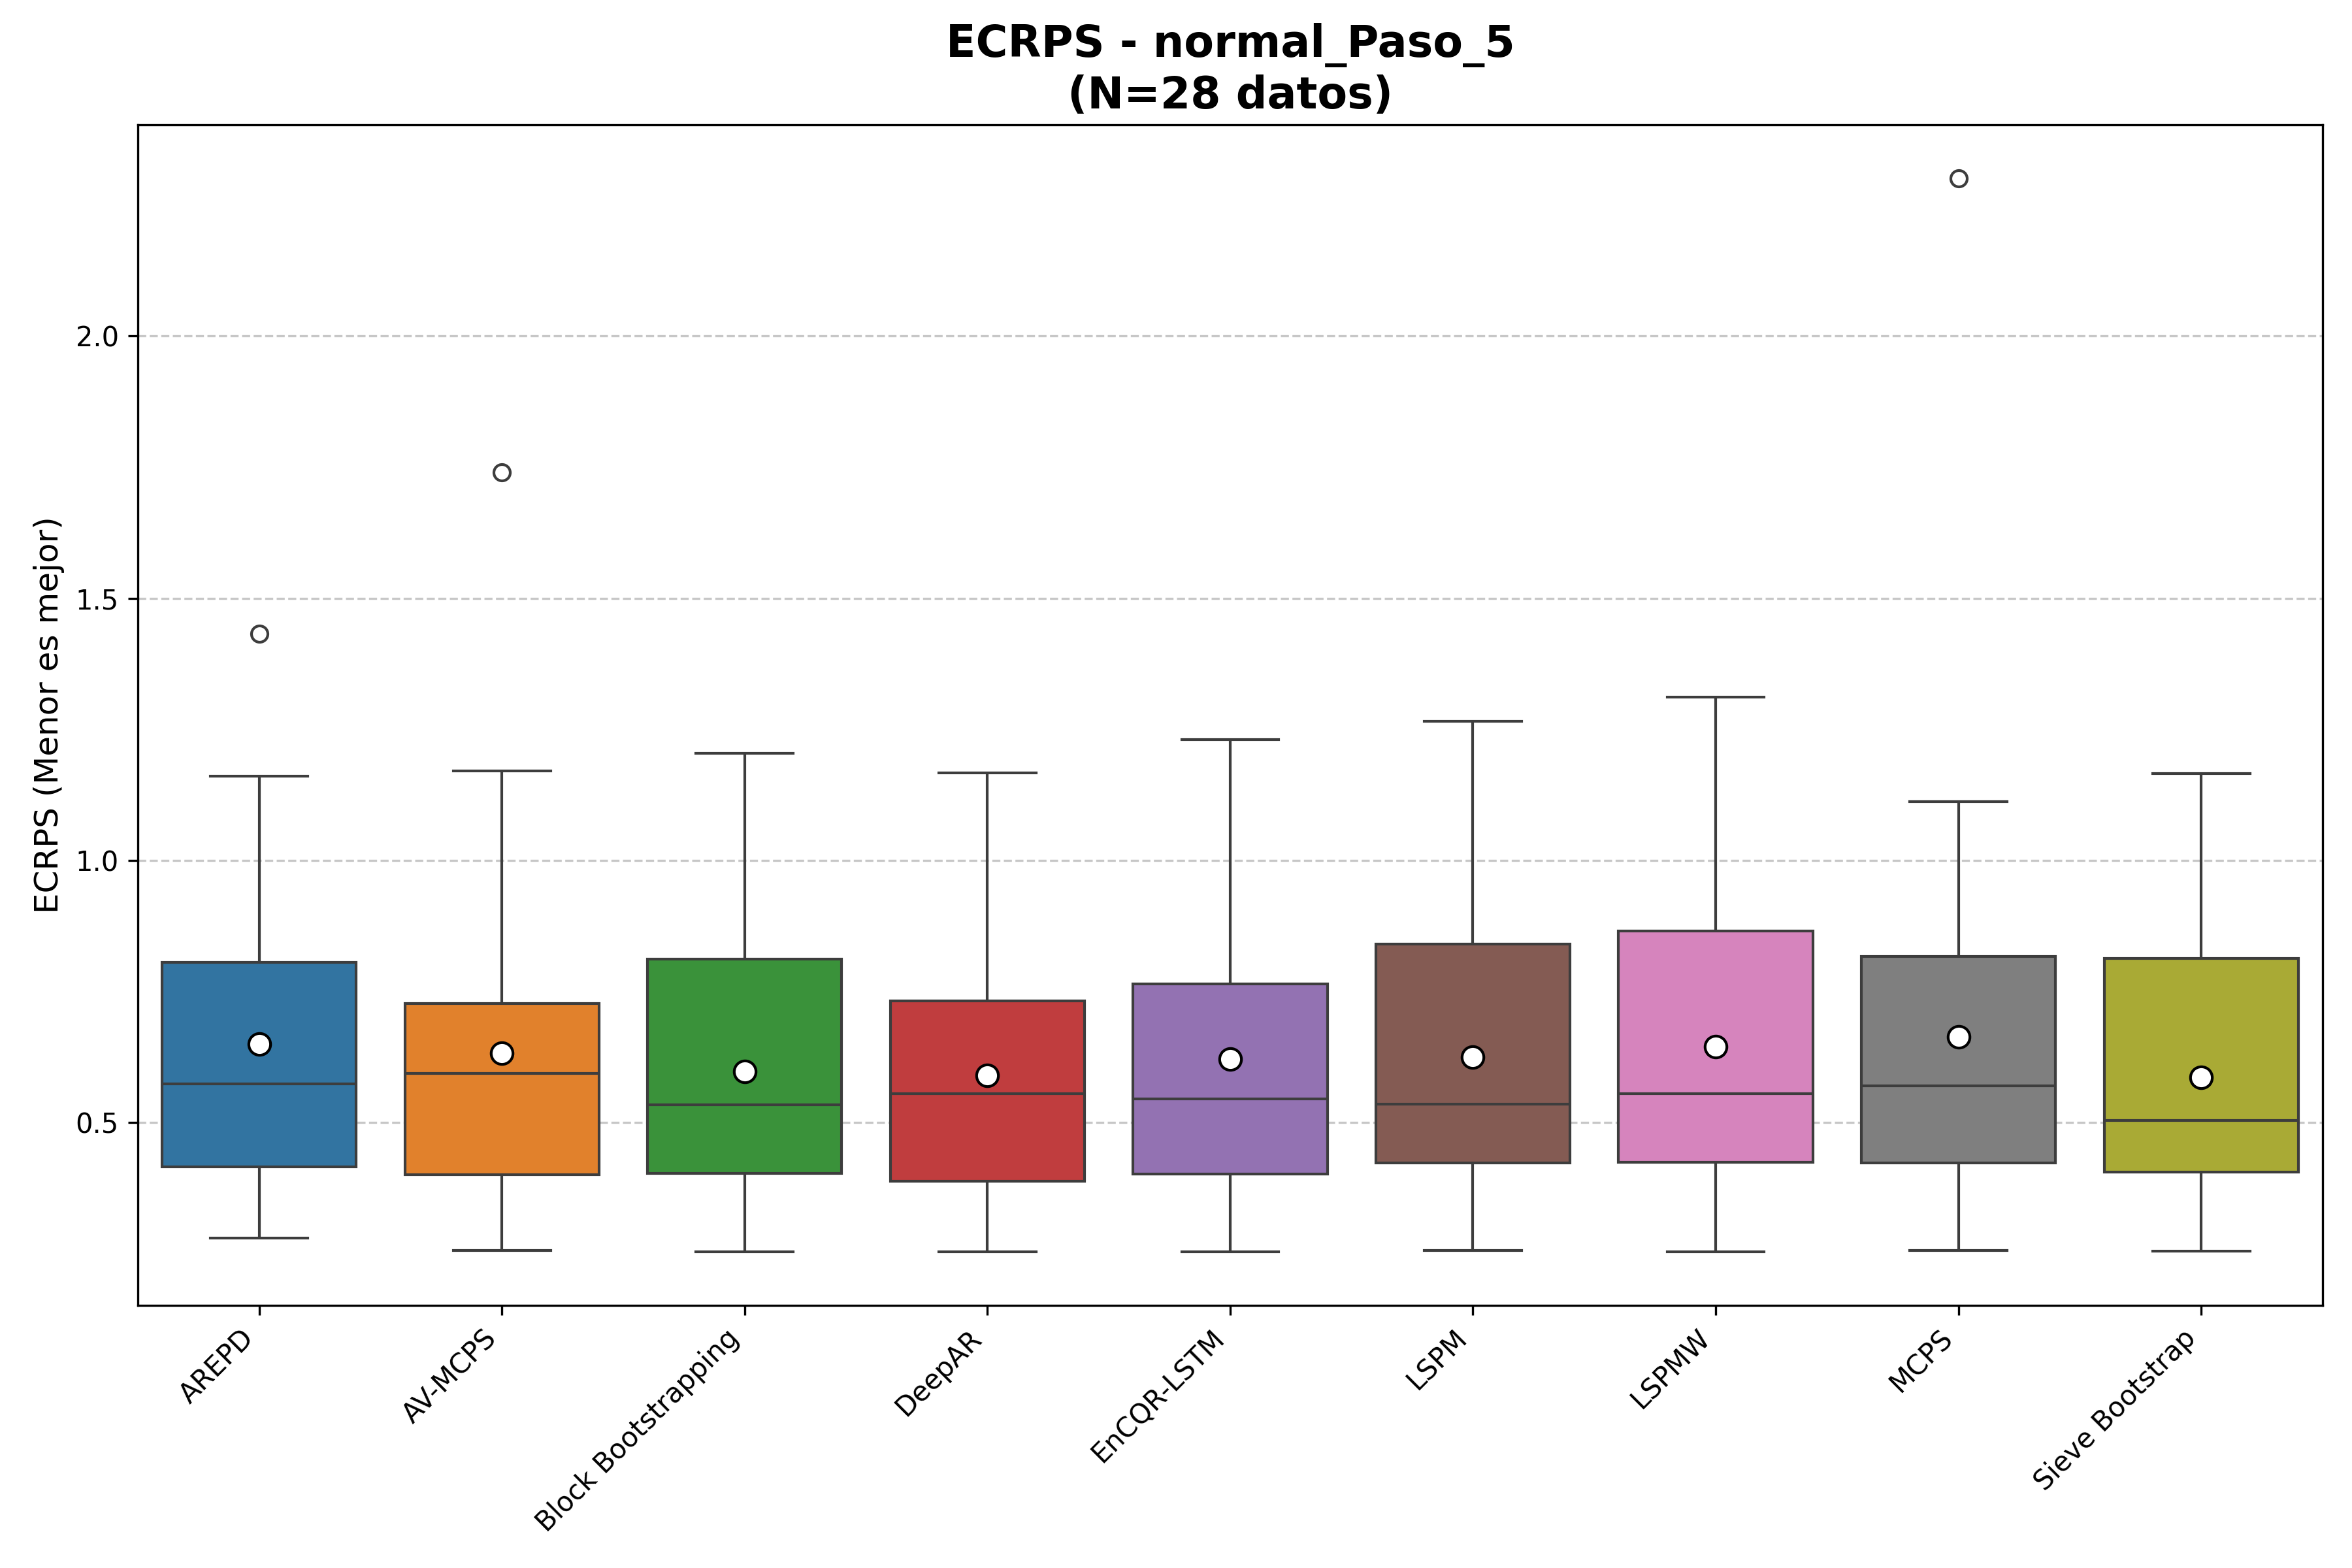 ECRPS - normal_Paso_5
(N=28 datos)
ECRPS (Menor es mejor)
2.0
1.5
1.0
0.5
AREPD
AV-MCPS
Block Bootstrapping
DeepAR
EnCQR-LSTM
LSPM
LSPMW
MCPS
Sieve Bootstrap